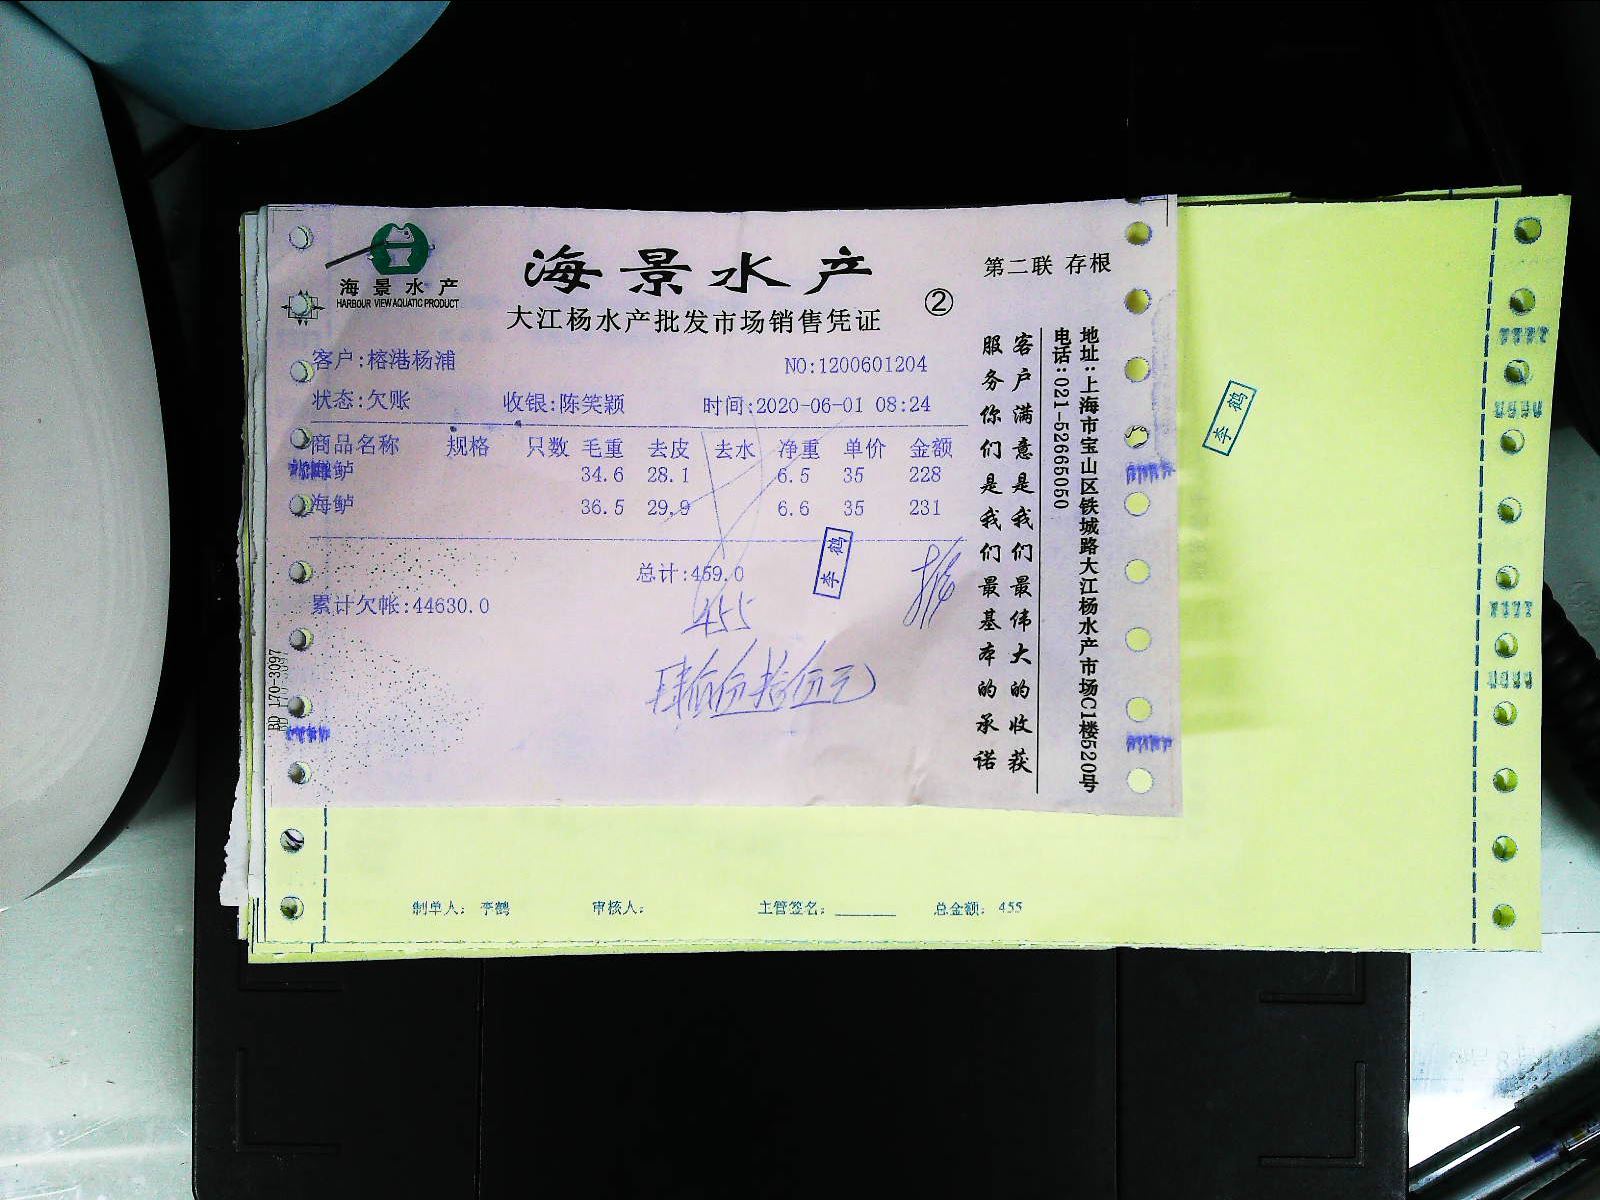 海景水产
HARBOUR VIEW AQUATIC PRODUCT
海景水产
第二联 存根
大江杨水产批发市场销售凭证
②
客户:榕港杨浦 NO:1200601204
状态:欠账 收银:陈笑颖 时间:2020-06-01 08:24
商品名称 规格 只数 毛重 去皮 去水 净重 单价 金额
海鲈 34.6 28.1 6.5 35 228
海鲈 36.5 29.9 6.6 35 231
总计:459.0
累计欠帐:44630.0
455
肆佰伍拾伍元
李鹤
客户满意是我们最伟大的收获
服务你们是我们最基本的承诺
地址:上海市宝山区铁城路大江杨水产市场C1楼520号
电话:021-52665050
BD 170-3097
李鹤
制单人: 李鹤 审核人: 主管签名: 总金额: 455